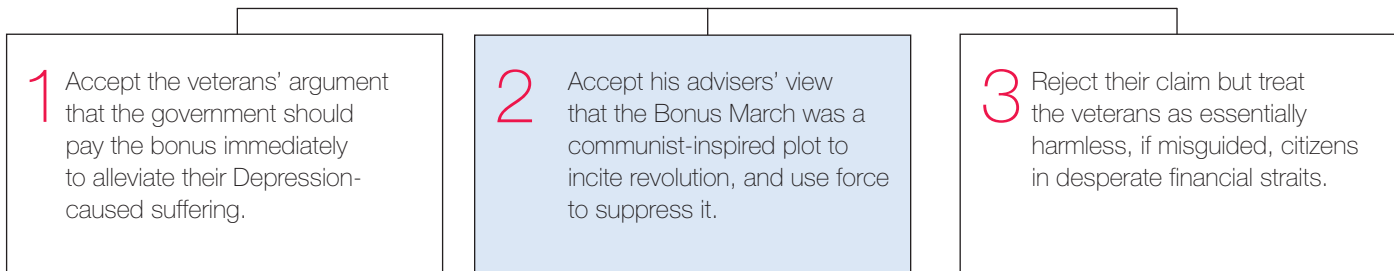 1
Accept the veterans’ argument
that the government should
pay the bonus immediately
to alleviate their Depression-
caused suffering.
2
Accept his advisers’ view
that the Bonus March was a
communist-inspired plot to
incite revolution, and use force
to suppress it.
3
Reject their claim but treat
the veterans as essentially
harmless, if misguided, citizens
in desperate financial straits.